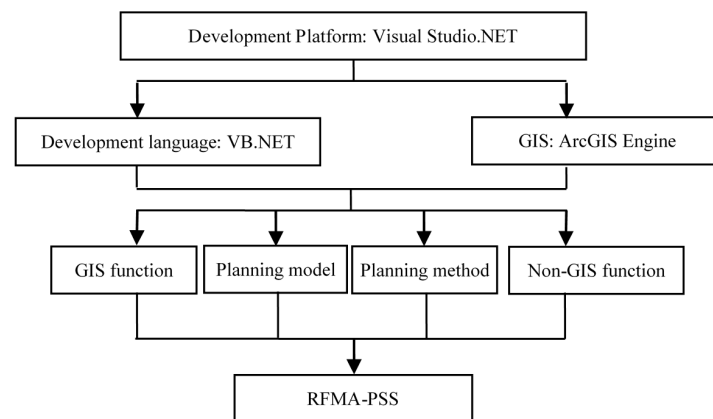 Development Platform: Visual Studio.NET
Development language: VB.NET
GIS: ArcGIS Engine
GIS function
Planning model
Planning method
Non-GIS function
RFMA-PSS